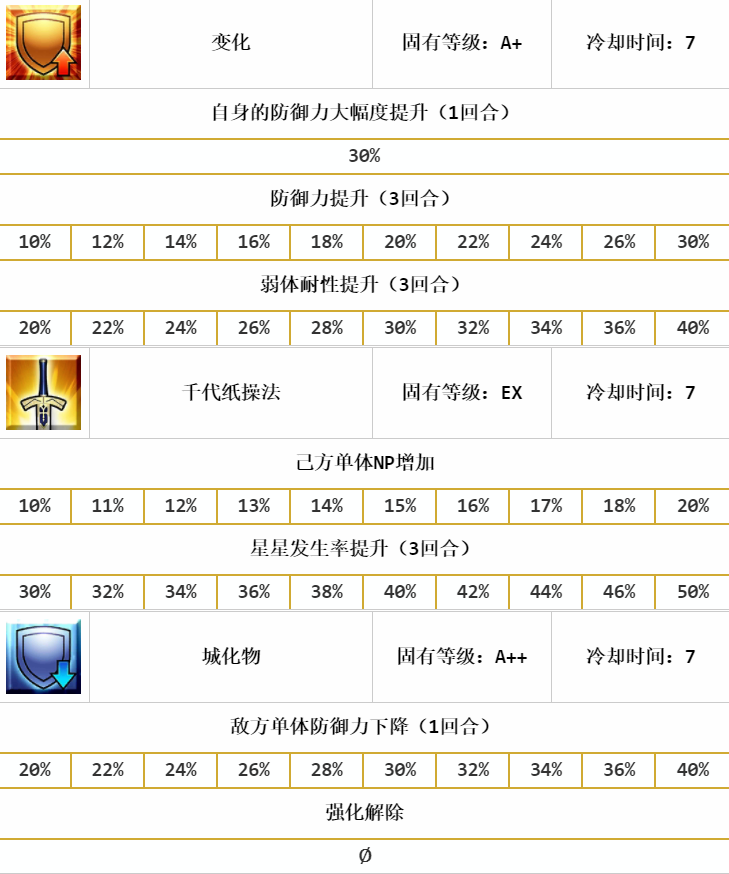 变化 固有等级：A+ 冷却时间：7
自身的防御力大幅度提升（1回合）
30%
防御力提升（3回合）
10% 12% 14% 16% 18% 20% 22% 24% 26% 30%
弱体耐性提升（3回合）
20% 22% 24% 26% 28% 30% 32% 34% 36% 40%
千代纸操法 固有等级：EX 冷却时间：7
己方单体NP增加
10% 11% 12% 13% 14% 15% 16% 17% 18% 20%
星星发生率提升（3回合）
30% 32% 34% 36% 38% 40% 42% 44% 46% 50%
城化物 固有等级：A++ 冷却时间：7
敌方单体防御力下降（1回合）
20% 22% 24% 26% 28% 30% 32% 34% 36% 40%
强化解除
Ø